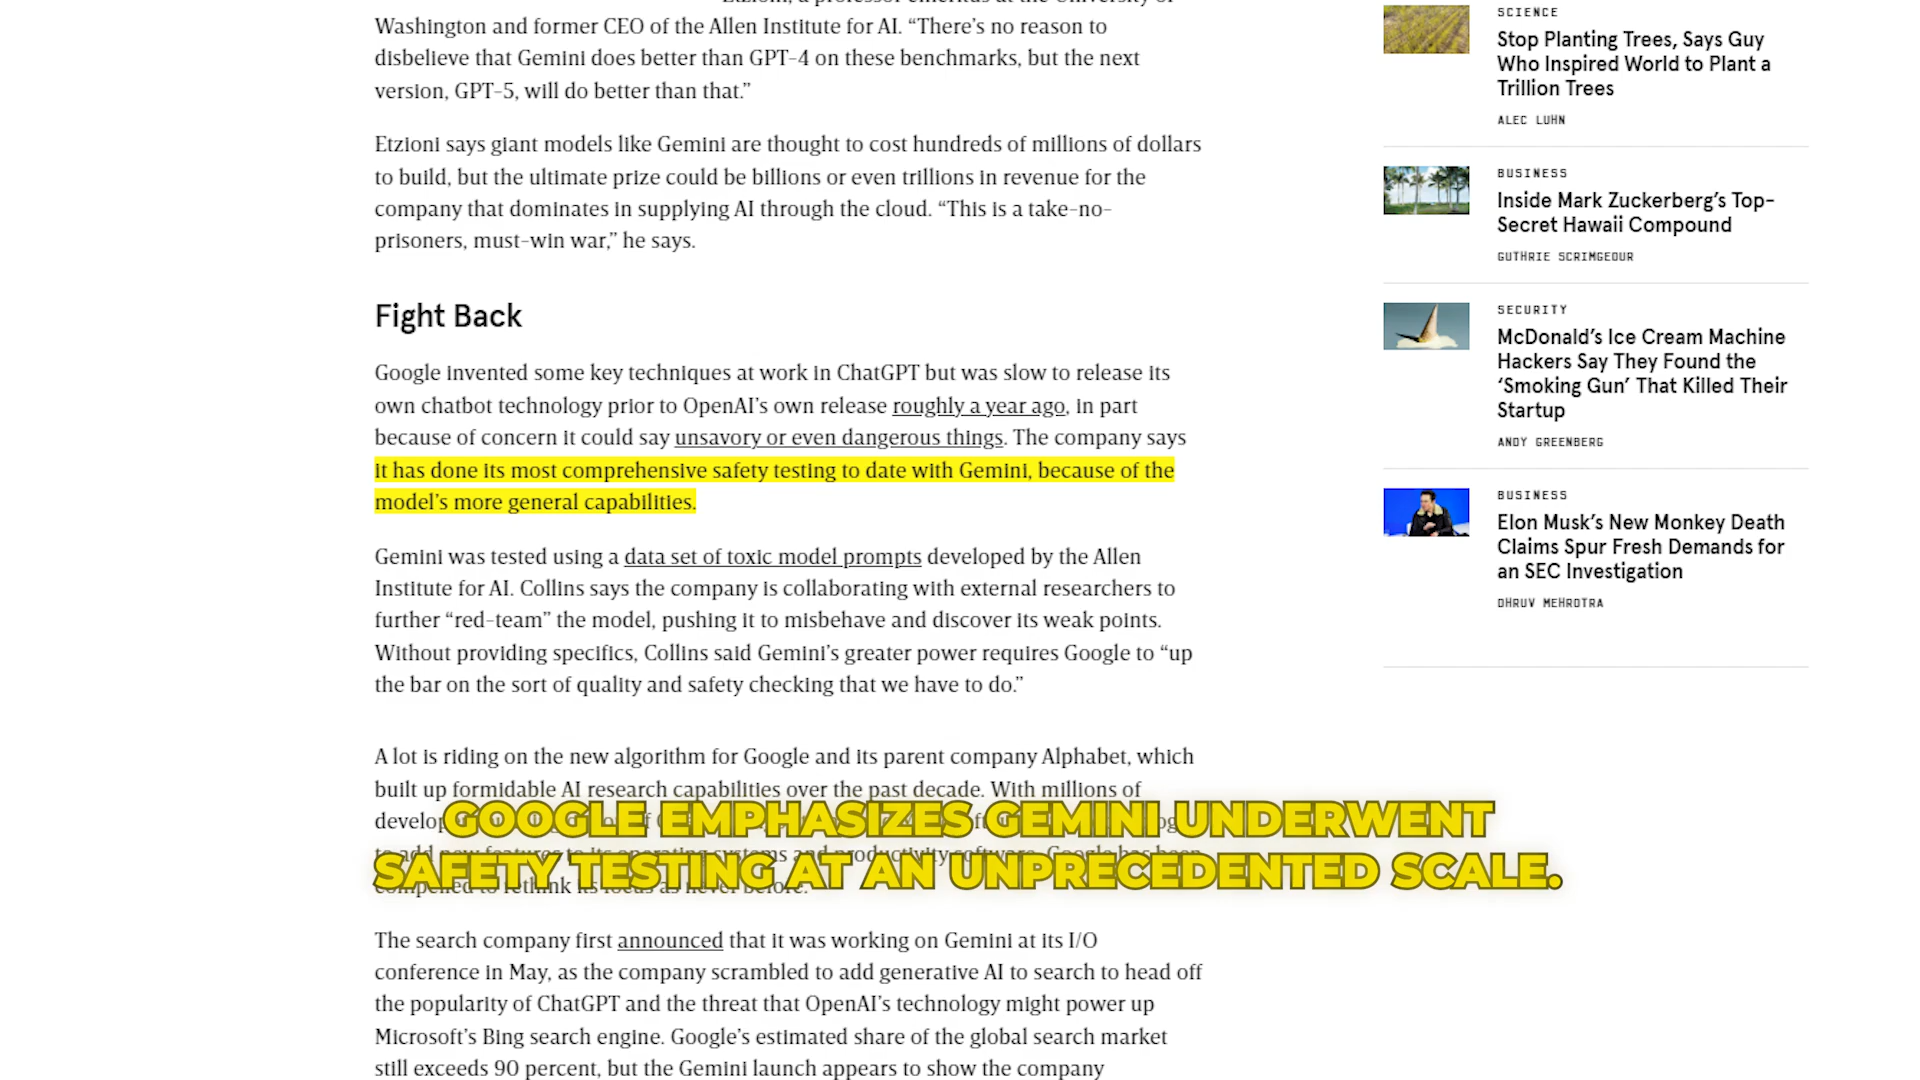 Washington and former CEO of the Allen Institute for AI. “There’s no reason to
disbelieve that Gemini does better than GPT-4 on these benchmarks, but the next
version, GPT-5, will do better than that.”
Etzioni says giant models like Gemini are thought to cost hundreds of millions of dollars
to build, but the ultimate prize could be billions or even trillions in revenue for the
company that dominates in supplying AI through the cloud. “This is a take-no-
prisoners, must-win war,” he says.
Fight Back
Google invented some key techniques at work in ChatGPT but was slow to release its
own chatbot technology prior to OpenAI’s own release roughly a year ago, in part
because of concern it could say unsavory or even dangerous things. The company says
it has done its most comprehensive safety testing to date with Gemini, because of the
model’s more general capabilities.
Gemini was tested using a data set of toxic model prompts developed by the Allen
Institute for AI. Collins says the company is collaborating with external researchers to
further “red-team” the model, pushing it to misbehave and discover its weak points.
Without providing specifics, Collins said Gemini’s greater power requires Google to “up
the bar on the sort of quality and safety checking that we have to do.”
A lot is riding on the new algorithm for Google and its parent company Alphabet, which
built up formidable AI research capabilities over the past decade. With millions of
GOOGLE EMPHASIZES GEMINI UNDERWENT
SAFETY TESTING AT AN UNPRECEDENTED SCALE.
The search company first announced that it was working on Gemini at its I/O
conference in May, as the company scrambled to add generative AI to search to head off
the popularity of ChatGPT and the threat that OpenAI’s technology might power up
Microsoft’s Bing search engine. Google’s estimated share of the global search market
still exceeds 90 percent, but the Gemini launch appears to show the company
SCIENCE
Stop Planting Trees, Says Guy
Who Inspired World to Plant a
Trillion Trees
ALEC LUHN
BUSINESS
Inside Mark Zuckerberg’s Top-
Secret Hawaii Compound
GUTHRIE SCRIMGEOUR
SECURITY
McDonald’s Ice Cream Machine
Hackers Say They Found the
‘Smoking Gun’ That Killed Their
Startup
ANDY GREENBERG
BUSINESS
Elon Musk’s New Monkey Death
Claims Spur Fresh Demands for
an SEC Investigation
DHRUV MEHROTRA